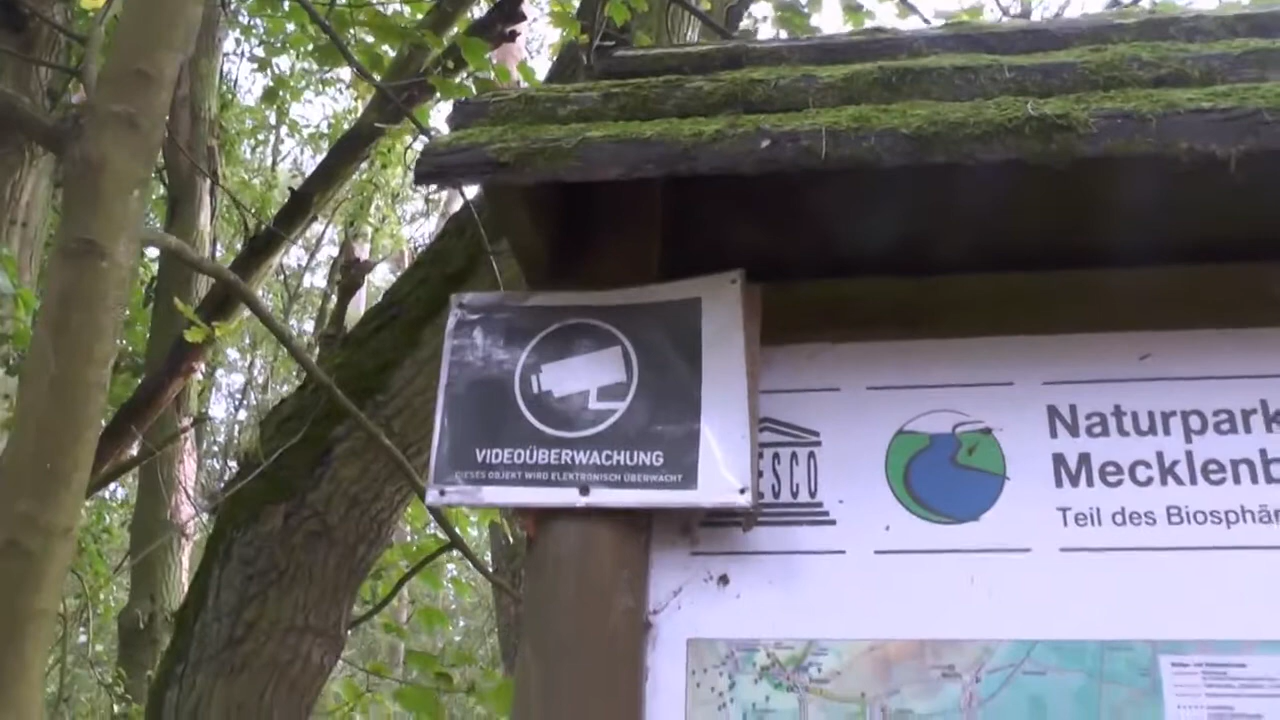 VIDEOÜBERWACHUNG
DIESES OBJEKT WIRD ELEKTRONISCH ÜBERWACHT
ESCO
Naturpark
Mecklenb
Teil des Biosphär